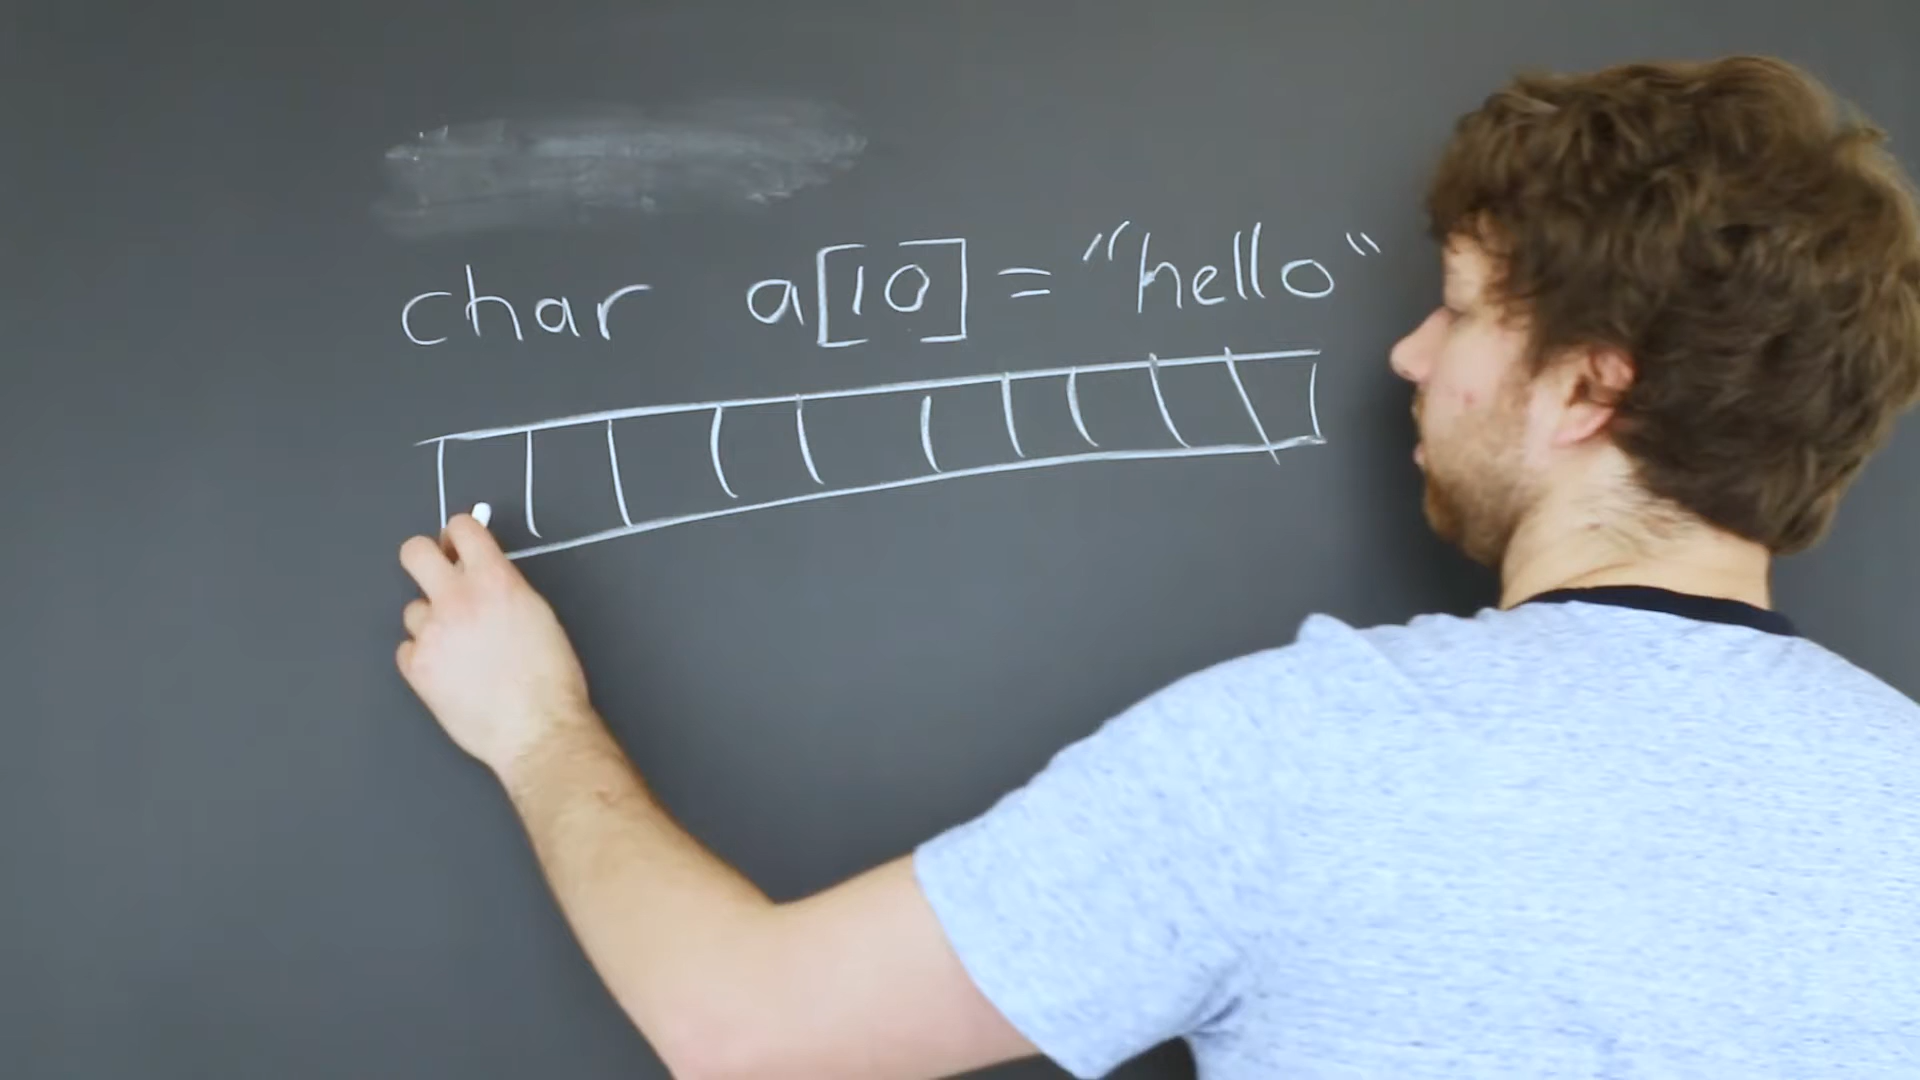 char a[10] = "hello"